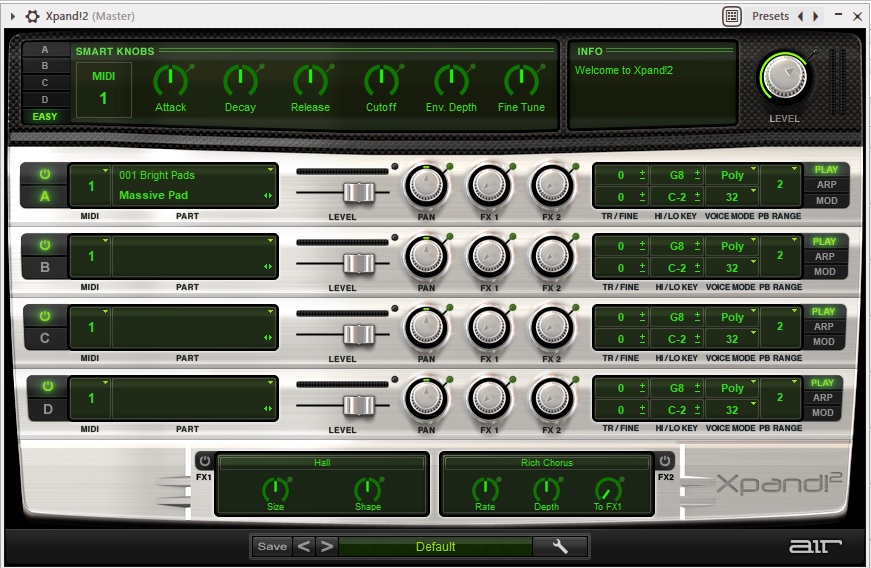 Xpand!2 (Master) Presets
A
B
C
D
EASY
SMART KNOBS
MIDI
1
Attack Decay Release Cutoff Env. Depth Fine Tune
INFO
Welcome to Xpand!2
LEVEL
A
1
001 Bright Pads
Massive Pad
0 G8 Poly 2
0 C-2 32
PLAY
ARP
MOD
MIDI PART LEVEL PAN FX 1 FX 2 TR / FINE HI / LO KEY VOICE MODE PB RANGE
B
1
0 G8 Poly 2
0 C-2 32
PLAY
ARP
MOD
MIDI PART LEVEL PAN FX 1 FX 2 TR / FINE HI / LO KEY VOICE MODE PB RANGE
C
1
0 G8 Poly 2
0 C-2 32
PLAY
ARP
MOD
MIDI PART LEVEL PAN FX 1 FX 2 TR / FINE HI / LO KEY VOICE MODE PB RANGE
D
1
0 G8 Poly 2
0 C-2 32
PLAY
ARP
MOD
MIDI PART LEVEL PAN FX 1 FX 2 TR / FINE HI / LO KEY VOICE MODE PB RANGE
FX1
Hall
Size Shape
Rich Chorus
Rate Depth To FX1
FX2
Xpand!2
Save < > Default
air